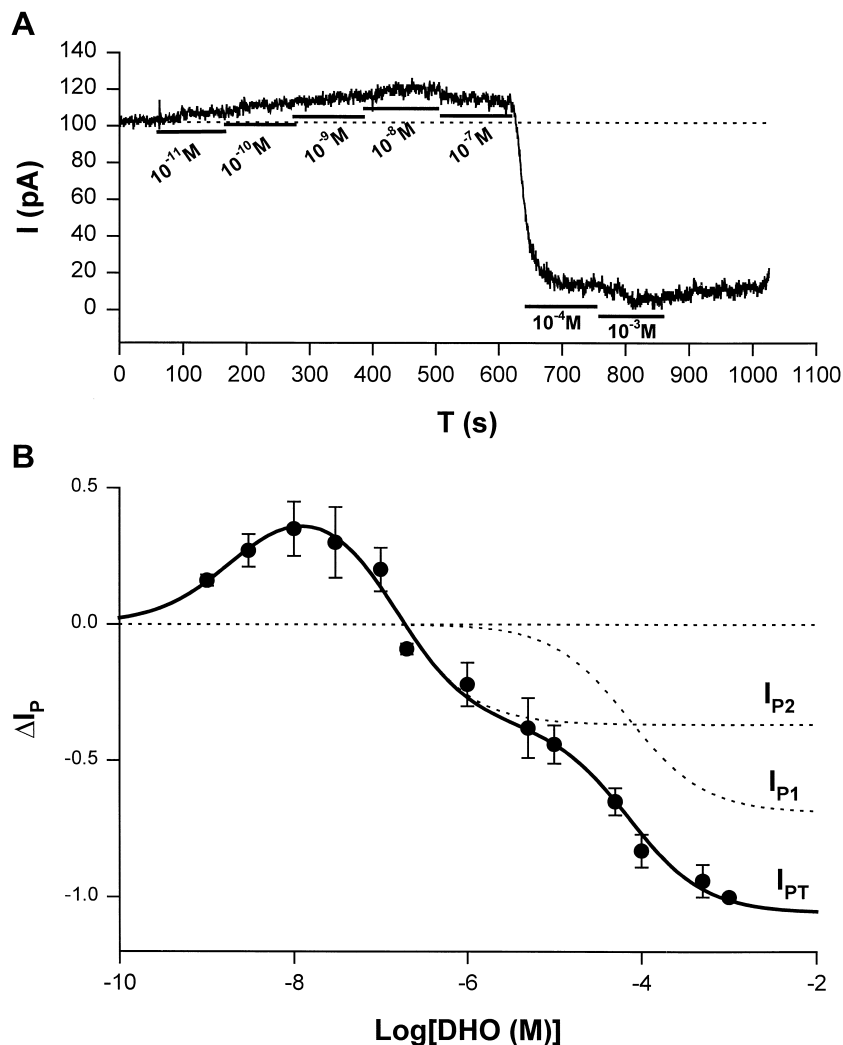 A
140
120
100
80
60
40
20
0
I (pA)
10⁻¹¹M
10⁻¹⁰M
10⁻⁹M
10⁻⁸M
10⁻⁷M
10⁻⁴M
10⁻³M
0 100 200 300 400 500 600 700 800 900 1000 1100
T (s)
B
0.5
0.0
-0.5
-1.0
ΔI_P
I_P2
I_P1
I_PT
-10 -8 -6 -4 -2
Log[DHO (M)]